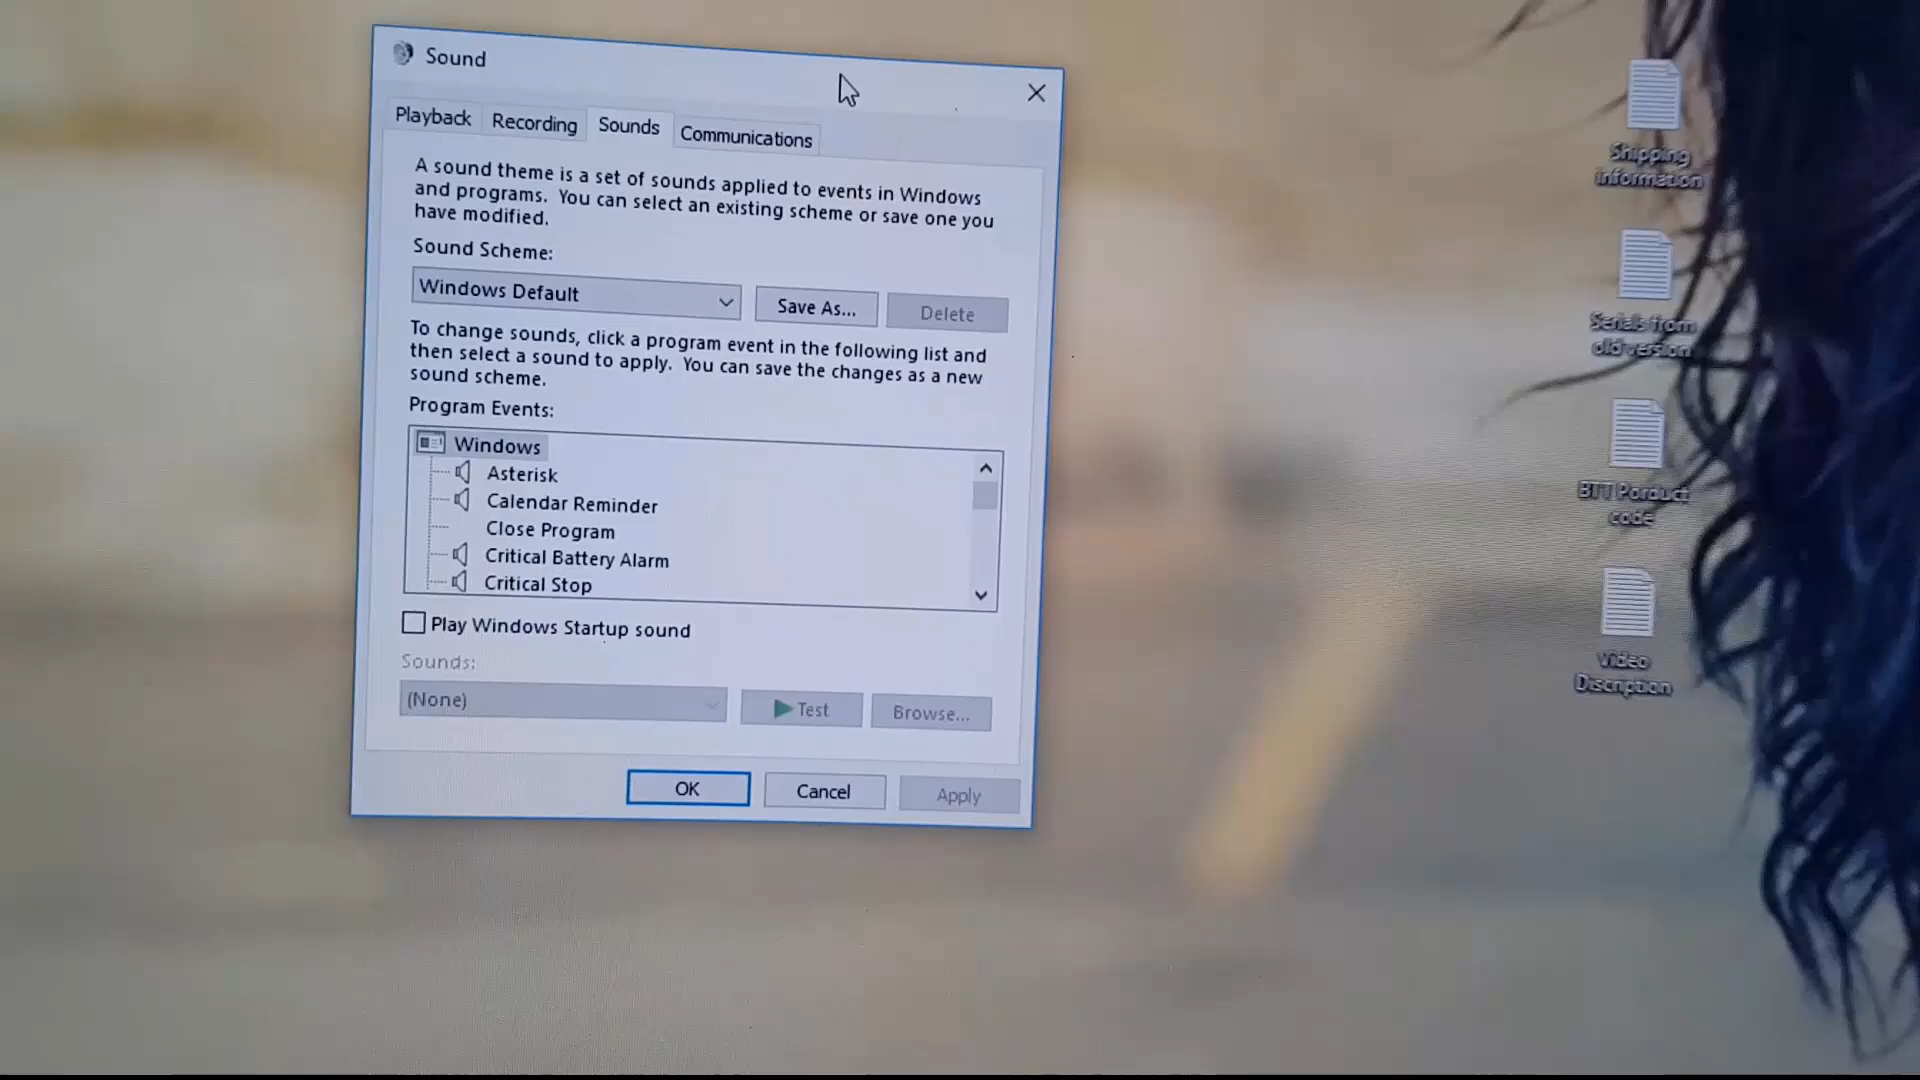 Sound
Playback
Recording
Sounds
Communications
A sound theme is a set of sounds applied to events in Windows
and programs. You can select an existing scheme or save one you
have modified.
Sound Scheme:
Windows Default
Save As...
Delete
To change sounds, click a program event in the following list and
then select a sound to apply. You can save the changes as a new
sound scheme.
Program Events:
Windows
Asterisk
Calendar Reminder
Close Program
Critical Battery Alarm
Critical Stop
Play Windows Startup sound
Sounds:
(None)
Test
Browse...
OK
Cancel
Apply
Shipping
information
Serials from
old version
BTT Porduct
code
Video
Discription